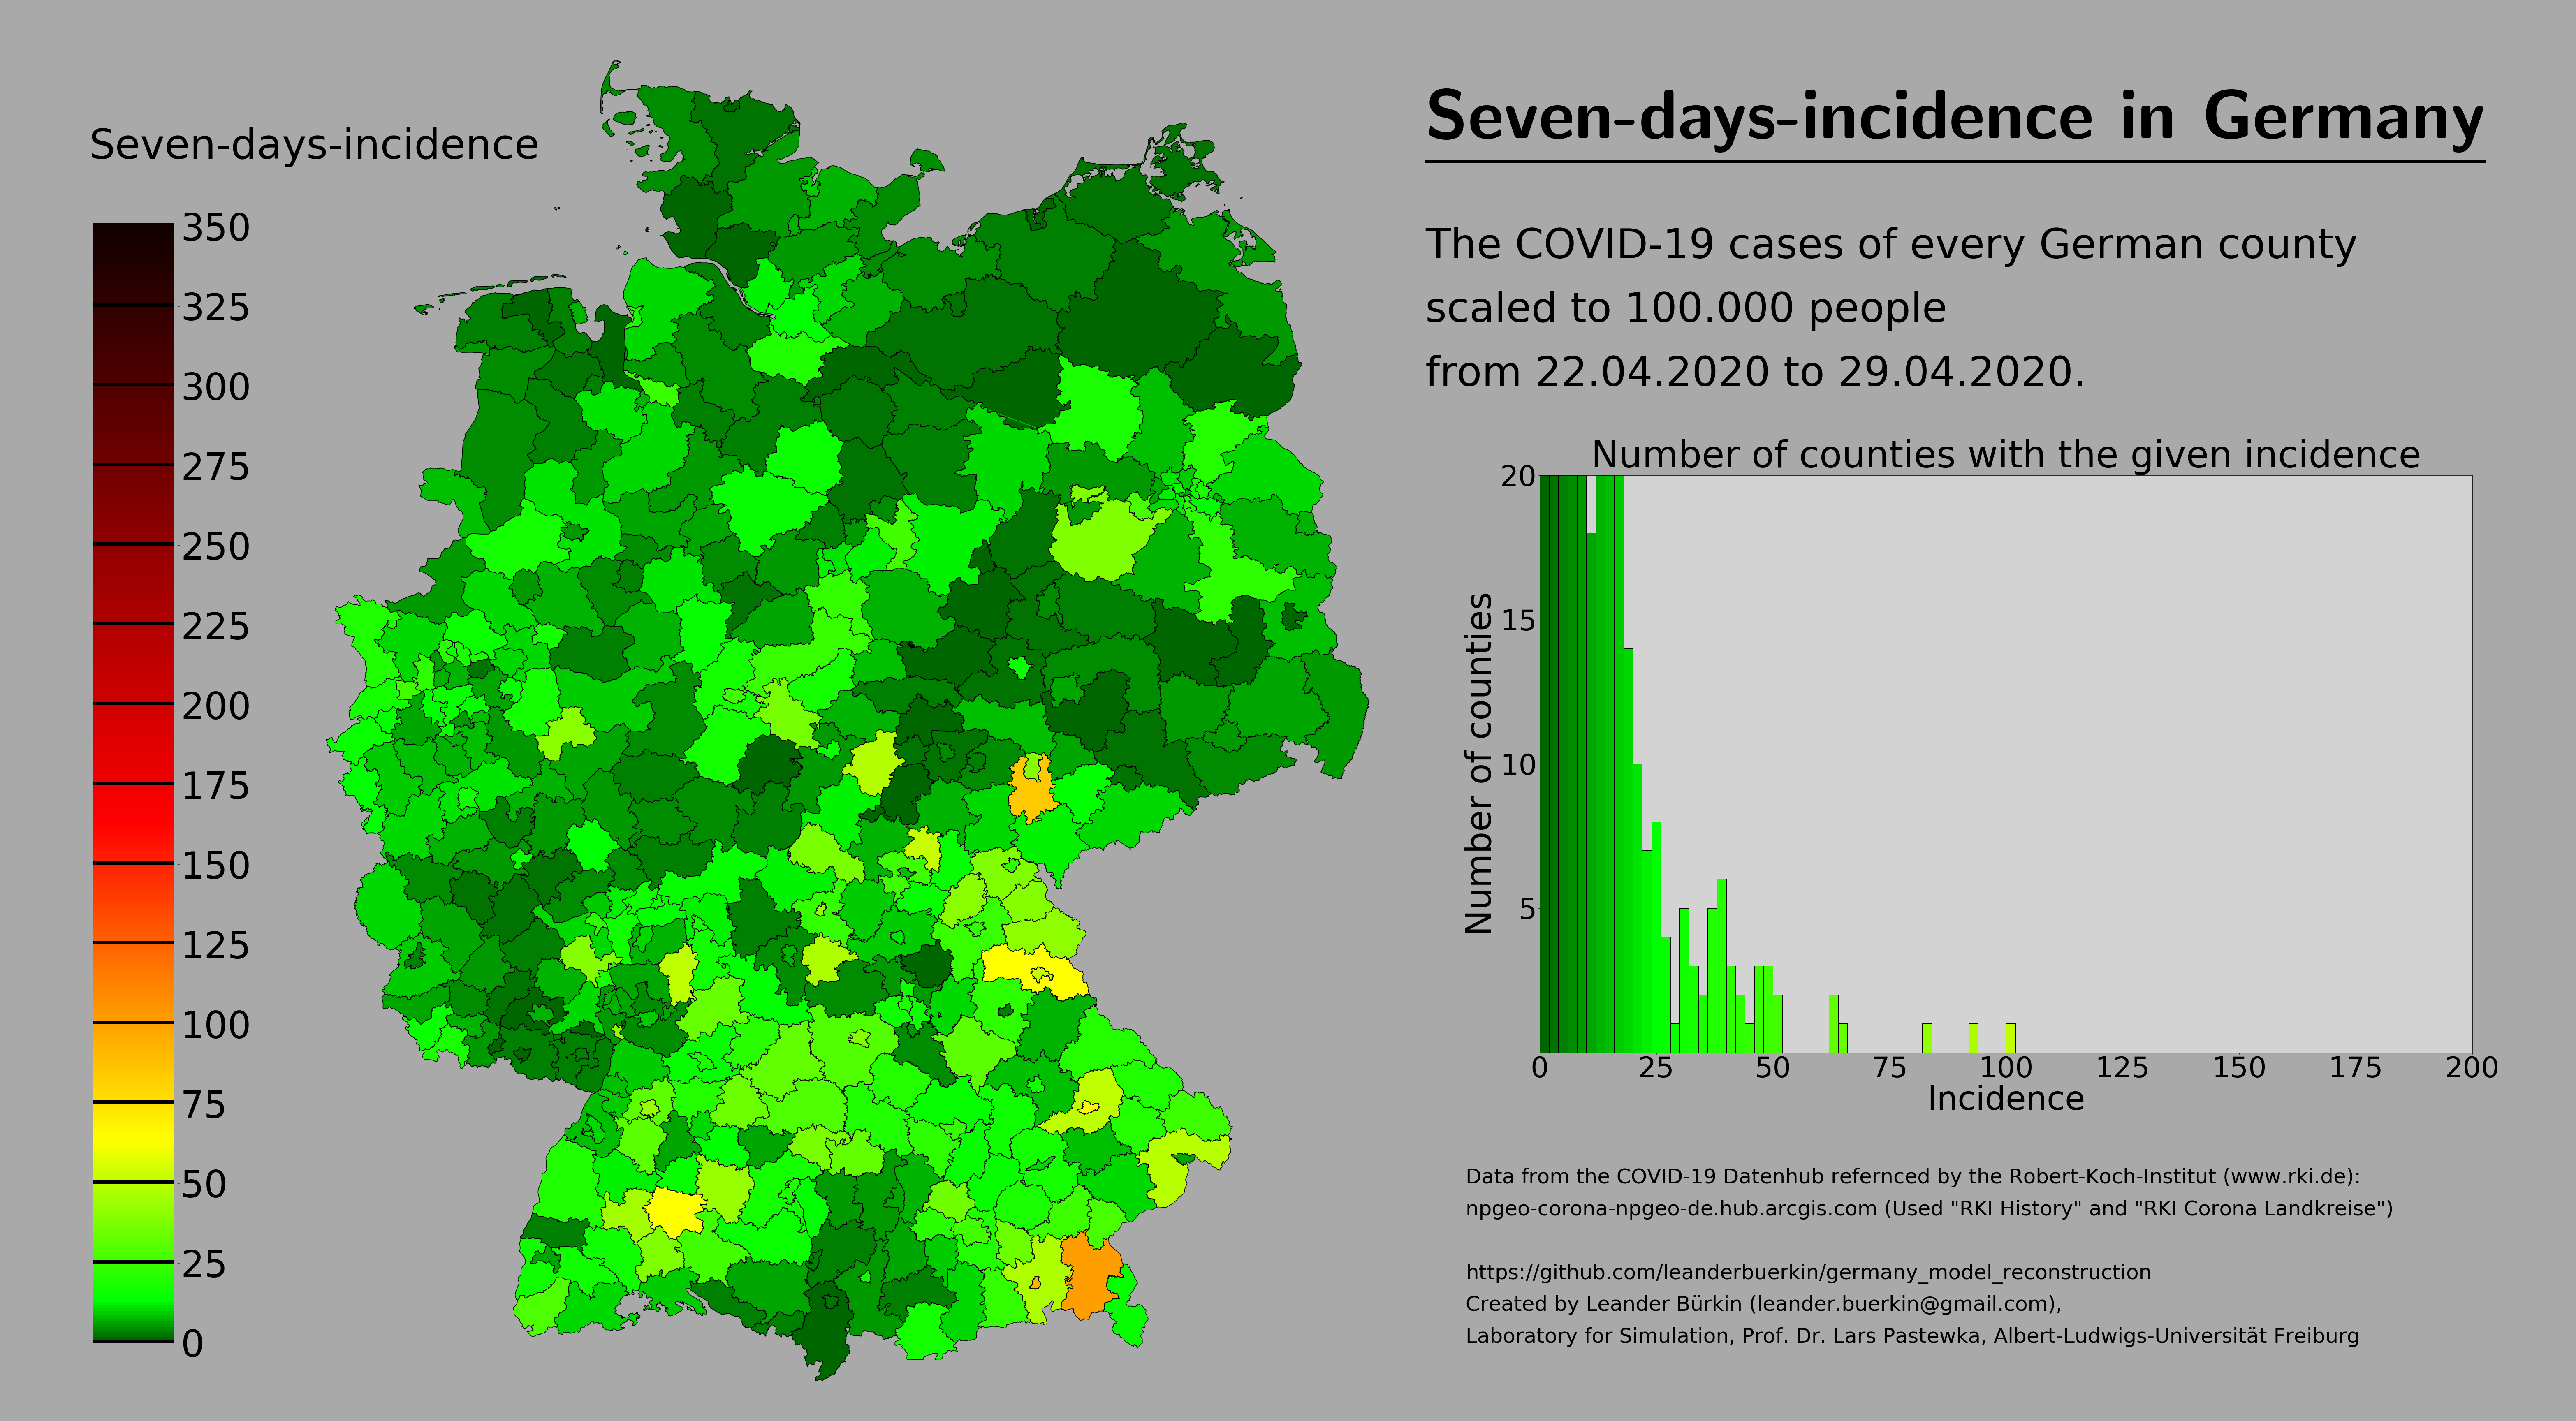 Seven-days-incidence in Germany
Seven-days-incidence
The COVID-19 cases of every German county
scaled to 100.000 people
from 22.04.2020 to 29.04.2020.
350
325
300
275
250
225
200
175
150
125
100
75
50
25
0
Number of counties with the given incidence
20
15
10
5
Number of counties
0 25 50 75 100 125 150 175 200
Incidence
Data from the COVID-19 Datenhub refernced by the Robert-Koch-Institut (www.rki.de):
npgeo-corona-npgeo-de.hub.arcgis.com (Used "RKI History" and "RKI Corona Landkreise")
https://github.com/leanderbuerkin/germany_model_reconstruction
Created by Leander Bürkin (leander.buerkin@gmail.com),
Laboratory for Simulation, Prof. Dr. Lars Pastewka, Albert-Ludwigs-Universität Freiburg